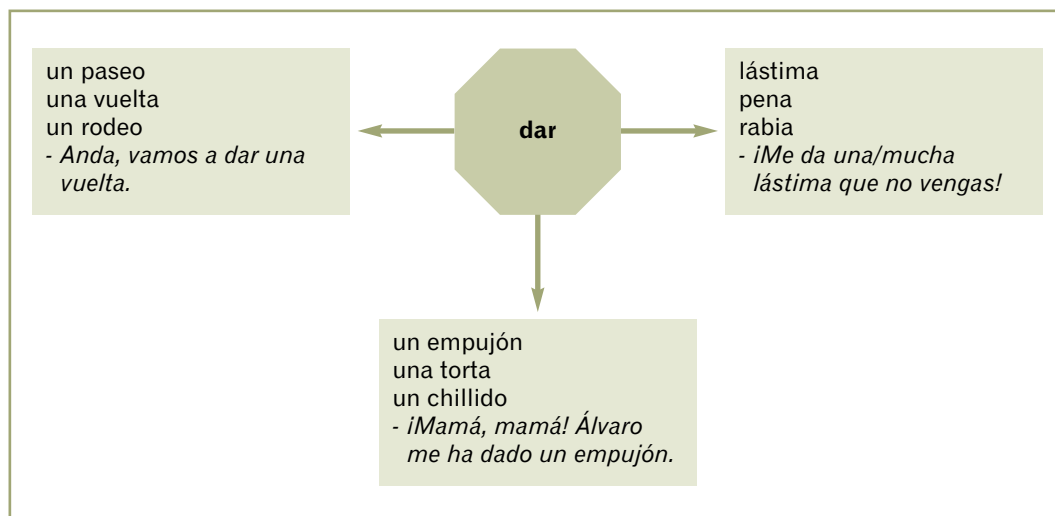 un paseo
una vuelta
un rodeo
- Anda, vamos a dar una
vuelta.
dar
lástima
pena
rabia
- ¡Me da una/mucha
lástima que no vengas!
un empujón
una torta
un chillido
- ¡Mamá, mamá! Álvaro
me ha dado un empujón.